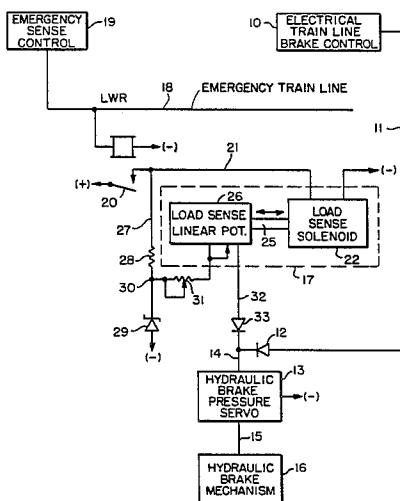 EMERGENCY
SENSE
CONTROL
19
10
ELECTRICAL
TRAIN LINE
BRAKE CONTROL
LWR
18
EMERGENCY TRAIN LINE
11
(-)
21
(-)
(+)
20
26
27
LOAD SENSE
LINEAR POT.
25
LOAD
SENSE
SOLENOID
22
28
17
30
31
32
29
33
12
(-)
14
13
HYDRAULIC
BRAKE
PRESSURE
SERVO
(-)
15
HYDRAULIC
BRAKE
MECHANISM
16